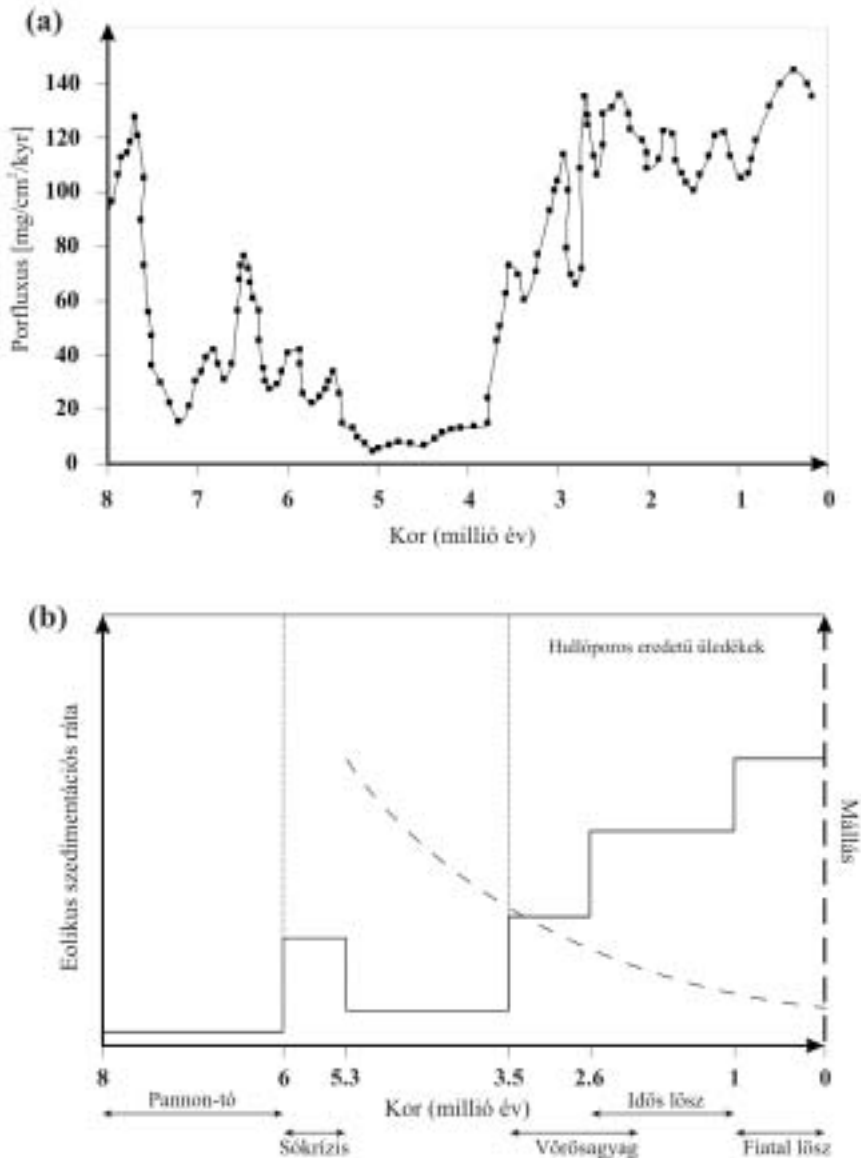 (a)
Porfluxus [mg/cm²/kyr]
140
120
100
80
60
40
20
0
8 7 6 5 4 3 2 1 0
Kor (millió év)
(b)
Hullóporos eredetű üledékek
Eolikus szedimentációs ráta
Mállás
8 6 5.3 3.5 2.6 1 0
Pannon-tó Kor (millió év) Idős lösz
Sókrízis Vörösagyag Fiatal lösz